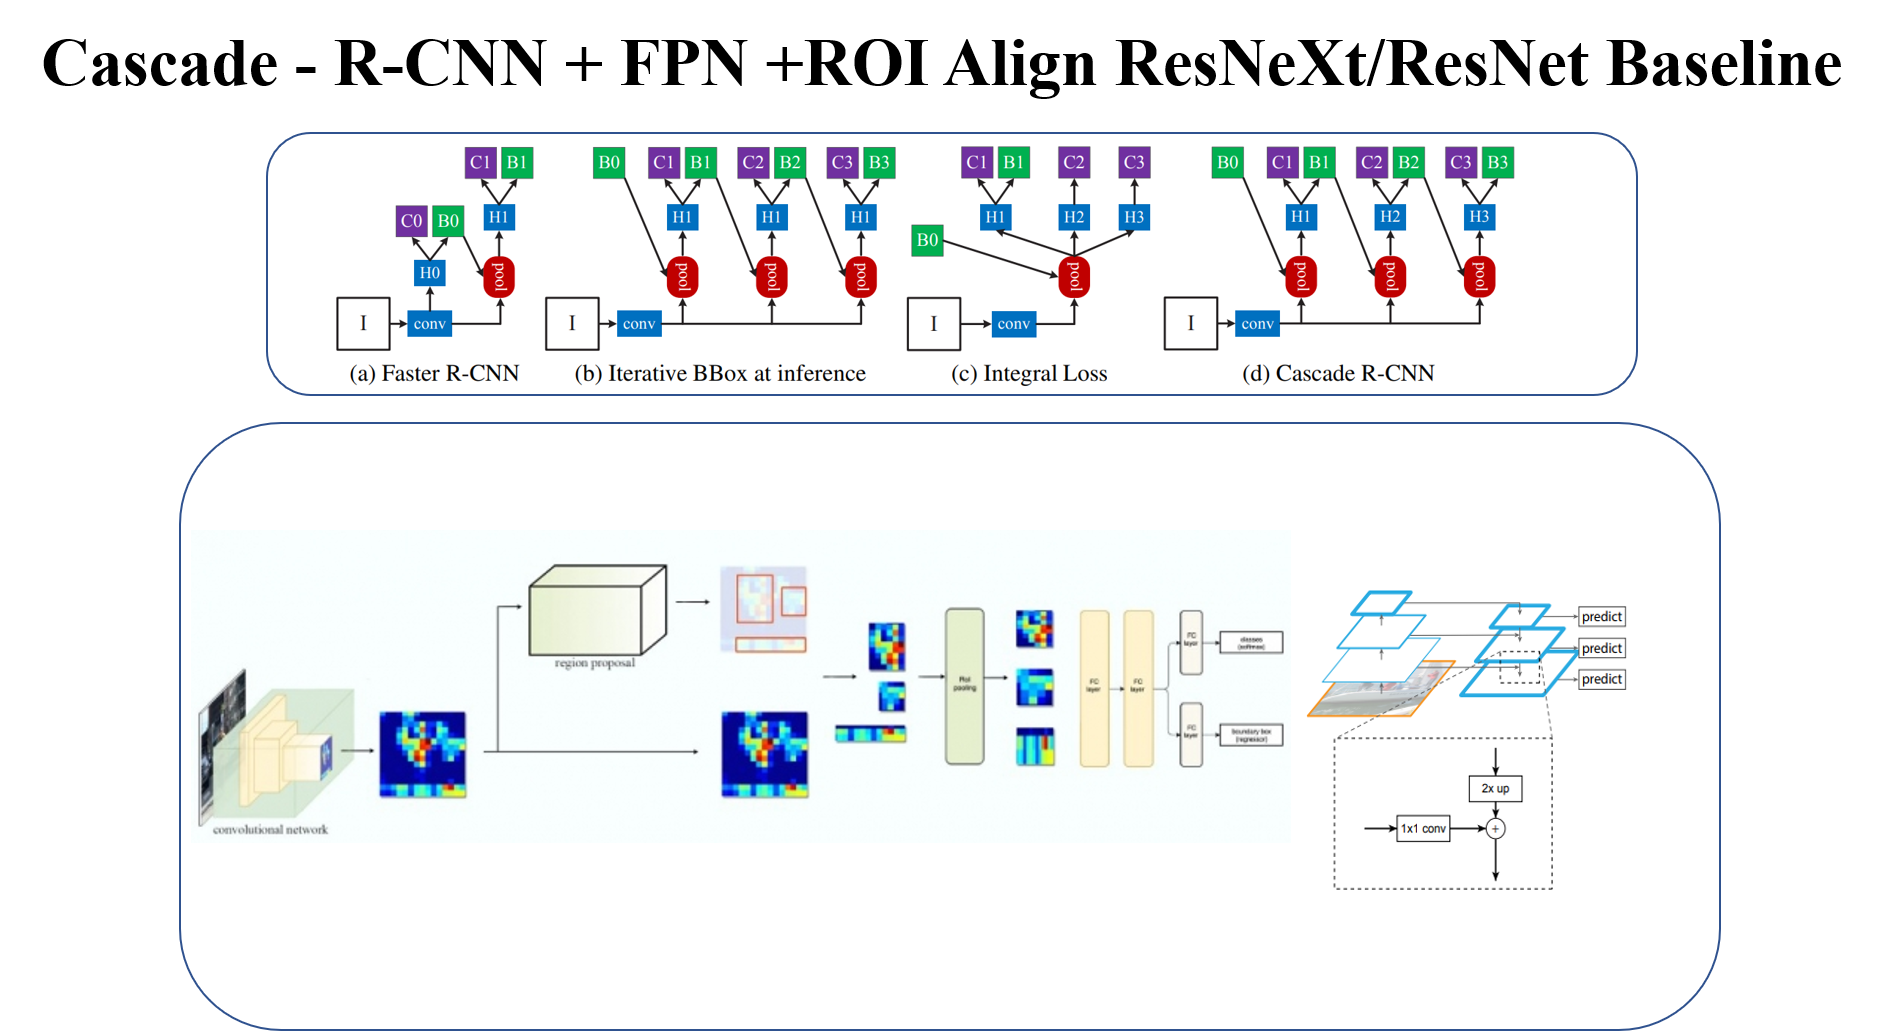 Cascade - R-CNN + FPN +ROI Align ResNeXt/ResNet Baseline
C1 B1
C0 B0
H1
H0
pool
I
conv
(a) Faster R-CNN
B0 C1 B1 C2 B2 C3 B3
H1 H1 H1
pool pool pool
I
conv
(b) Iterative BBox at inference
C1 B1 C2 C3
H1 H2 H3
B0
pool
I
conv
(c) Integral Loss
B0 C1 B1 C2 B2 C3 B3
H1 H2 H3
pool pool pool
I
conv
(d) Cascade R-CNN
convolutional network
region proposal
RoI
pooling
FC
layer
FC
layer
FC
layer
classes
(softmax)
FC
layer
boundary box
(regressor)
predict
predict
predict
2x up
1x1 conv
+